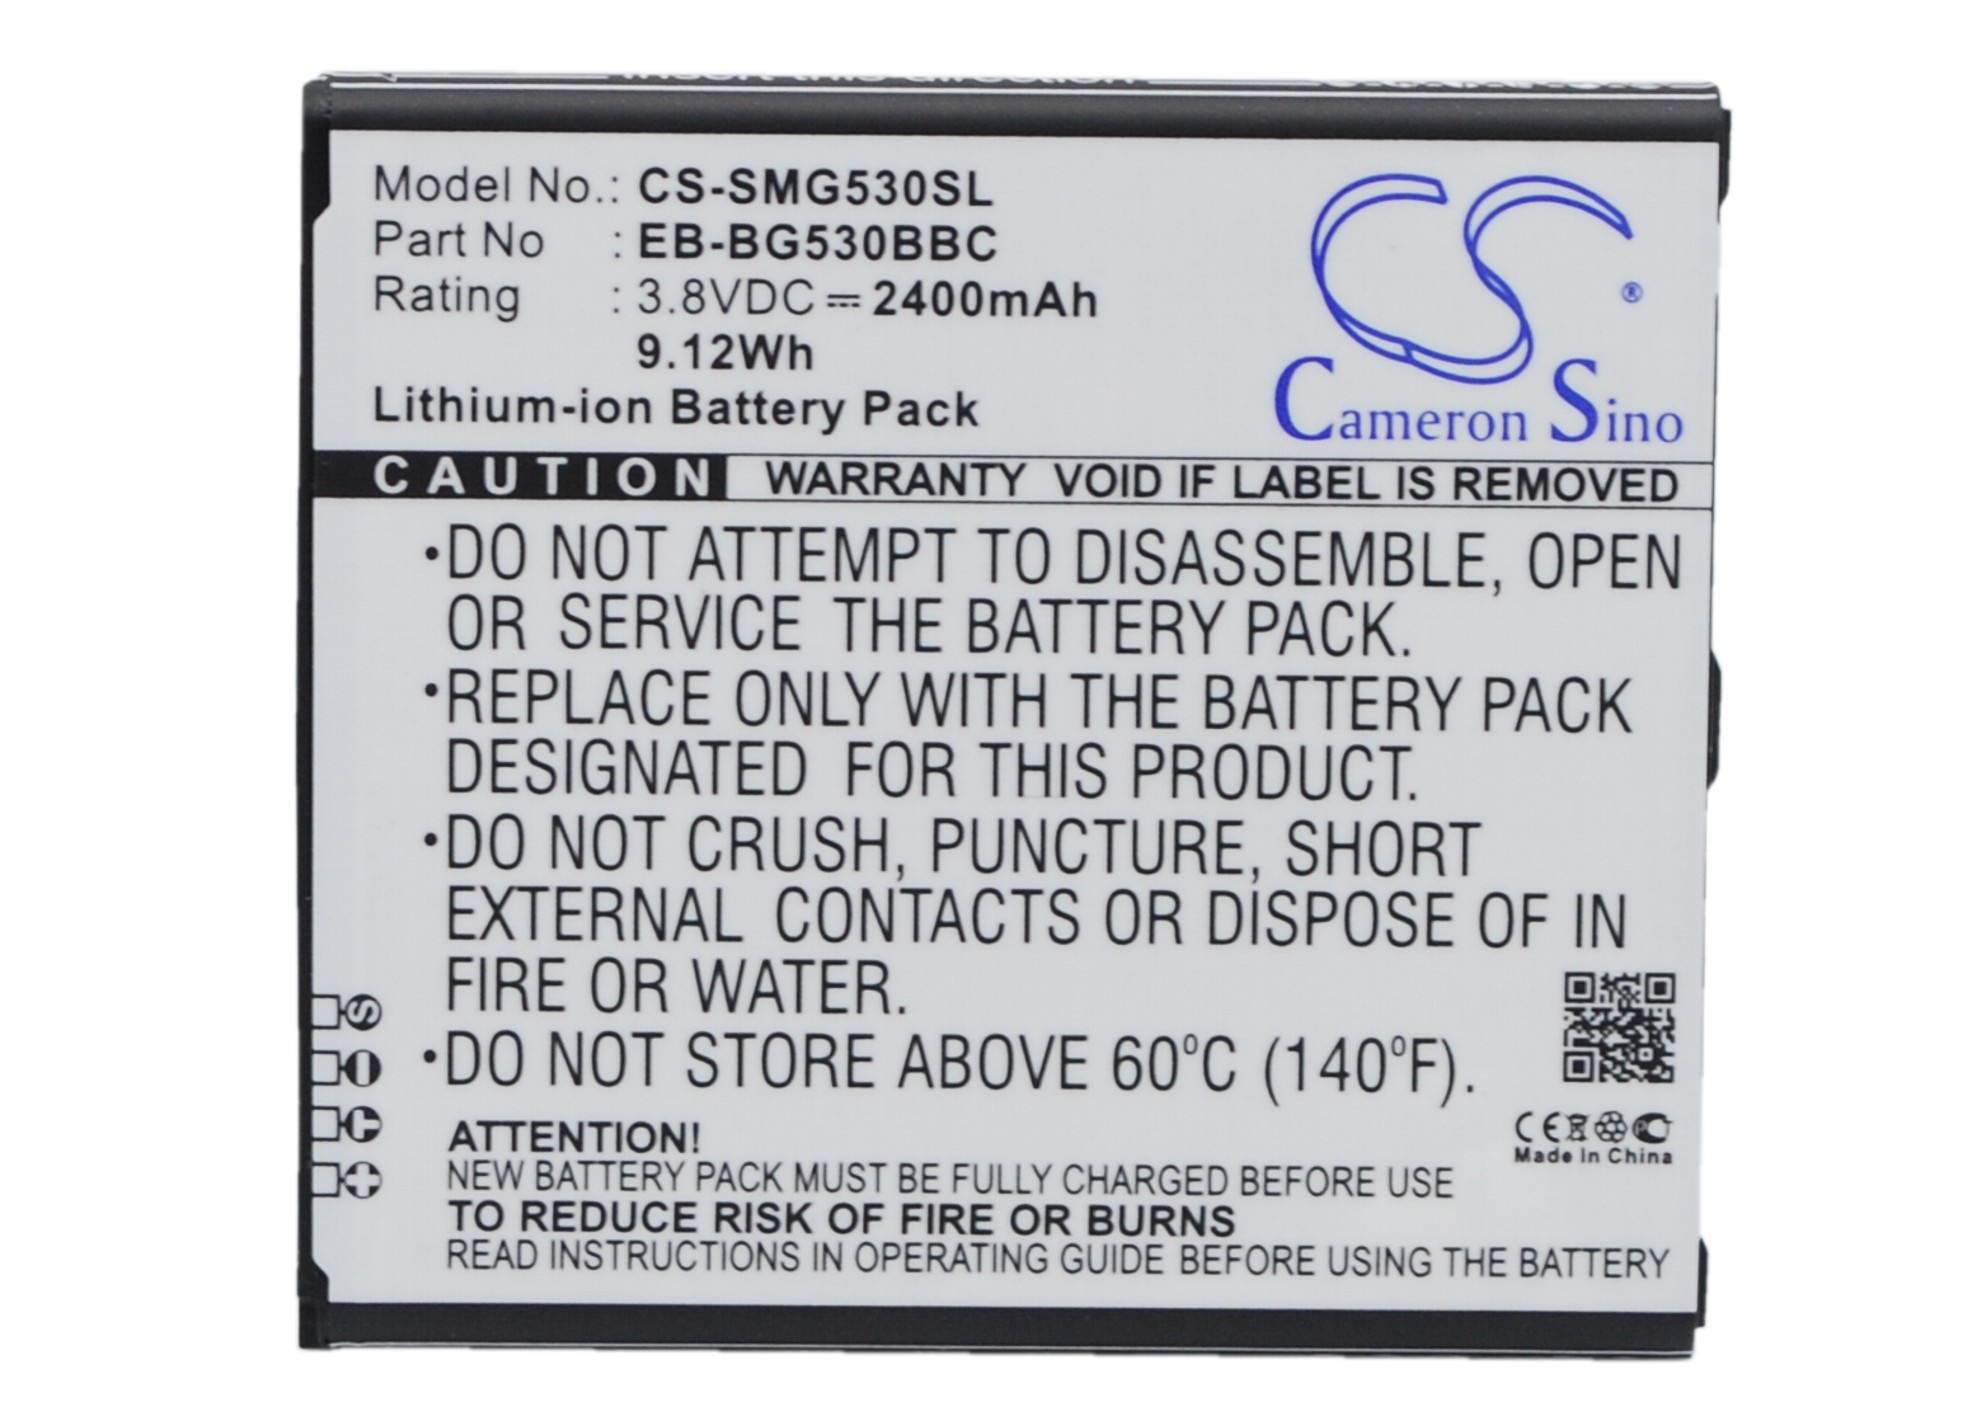 insert this direction
Model No.: CS-SMG530SL
Part No : EB-BG530BBC
Rating : 3.8VDC 2400mAh
9.12Wh
Lithium-ion Battery Pack
CS ®
Cameron Sino
CAUTION WARRANTY VOID IF LABEL IS REMOVED
•DO NOT ATTEMPT TO DISASSEMBLE, OPEN
OR SERVICE THE BATTERY PACK.
•REPLACE ONLY WITH THE BATTERY PACK
DESIGNATED FOR THIS PRODUCT.
•DO NOT CRUSH, PUNCTURE, SHORT
EXTERNAL CONTACTS OR DISPOSE OF IN
FIRE OR WATER.
•DO NOT STORE ABOVE 60°C (140°F).
S
CE
Made in China
ATTENTION!
NEW BATTERY PACK MUST BE FULLY CHARGED BEFORE USE
TO REDUCE RISK OF FIRE OR BURNS
READ INSTRUCTIONS IN OPERATING GUIDE BEFORE USING THE BATTERY